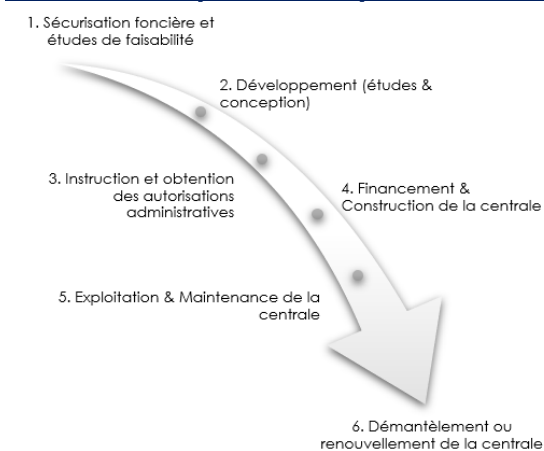 1. Sécurisation foncière et
études de faisabilité
2. Développement (études &
conception)
3. Instruction et obtention
des autorisations
administratives
4. Financement &
Construction de la centrale
5. Exploitation & Maintenance de la
centrale
6. Démantèlement ou
renouvellement de la centrale